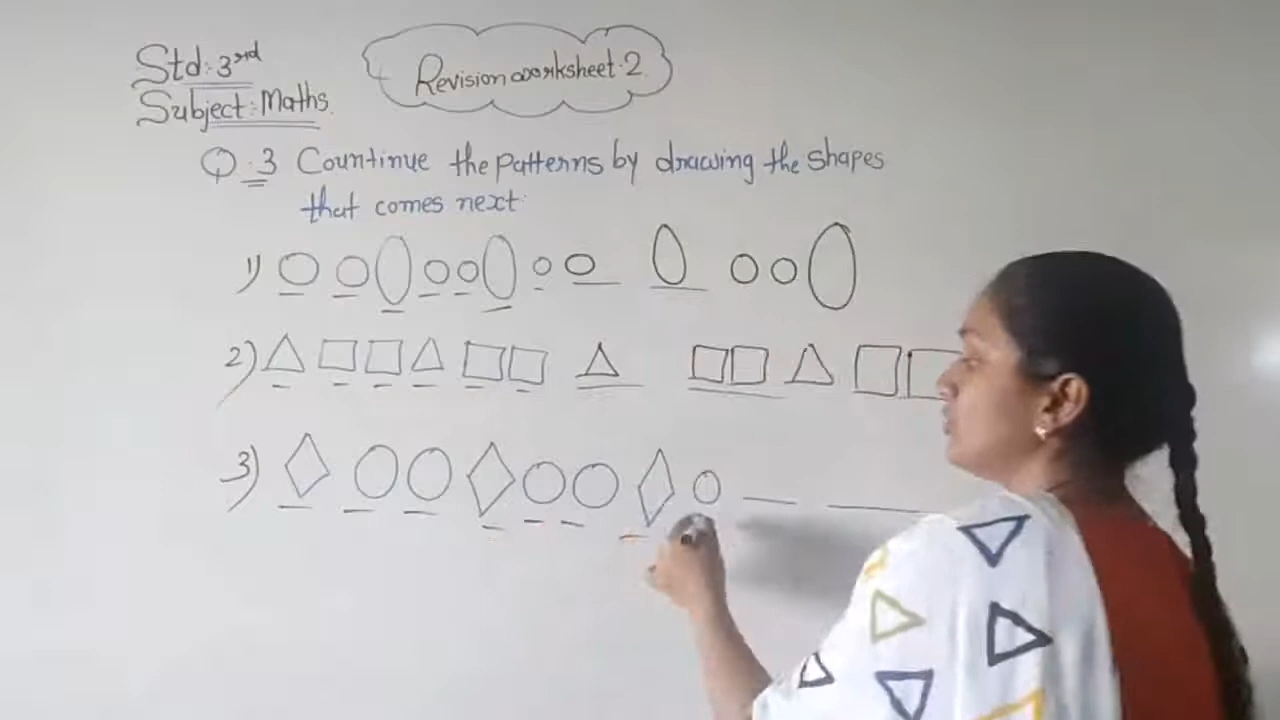 Std:3rd
Subject:Maths.
Revision worksheet:2
Q.3 Countinue the patterns by drawing the shapes
that comes next.
1)
2)
3)